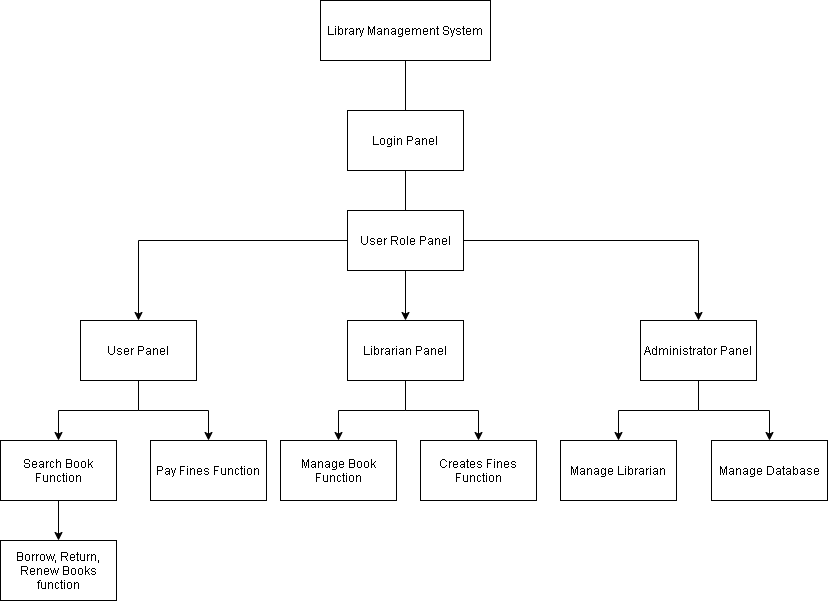 Library Management System
Login Panel
User Role Panel
User Panel
Librarian Panel
Administrator Panel
Search Book
Function
Pay Fines Function
Manage Book
Function
Creates Fines
Function
Manage Librarian
Manage Database
Borrow, Return,
Renew Books
function